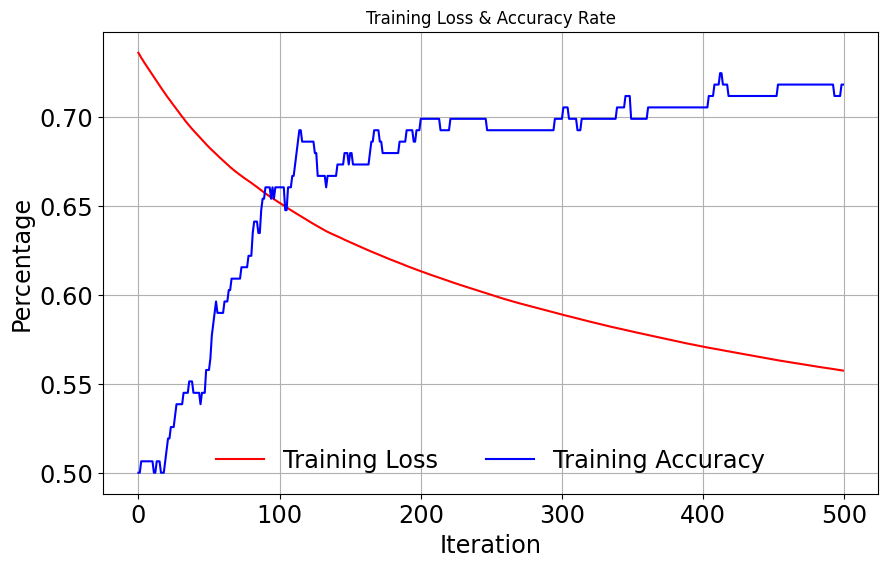 Training Loss & Accuracy Rate
0.70
0.65
0.60
0.55
0.50
Percentage
Training Loss
Training Accuracy
0 100 200 300 400 500
Iteration